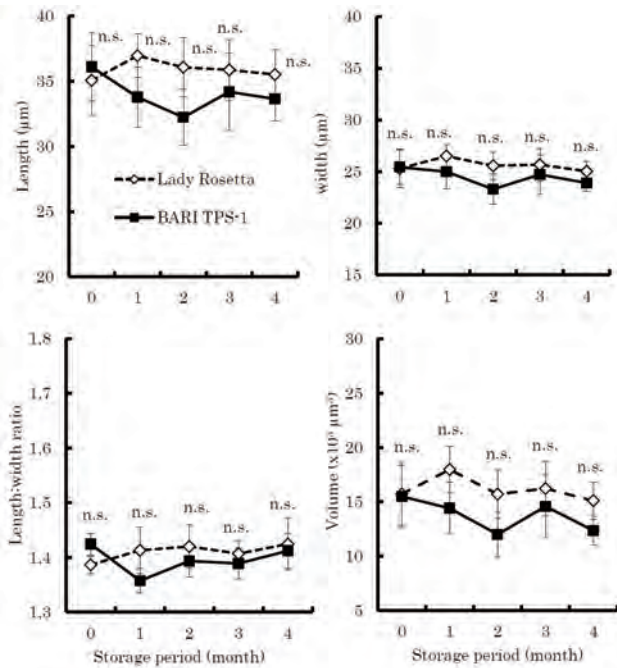 40
35
30
35
20
Length (µm)
n.s.
n.s.
n.s.
n.s.
n.s.
Lady Rosetta
BARI TPS-1
0 1 2 3 4
40
35
30
25
20
15
width (µm)
n.s.
n.s.
n.s.
n.s.
n.s.
0 1 2 3 4
1.8
1.7
1.6
1.5
1.4
1.3
Length-width ratio
n.s.
n.s.
n.s.
n.s.
n.s.
0 1 2 3 4
Storage period (month)
30
25
20
15
10
5
Volume (x10³ µm³)
n.s.
n.s.
n.s.
n.s.
n.s.
0 1 2 3 4
Storage period (month)